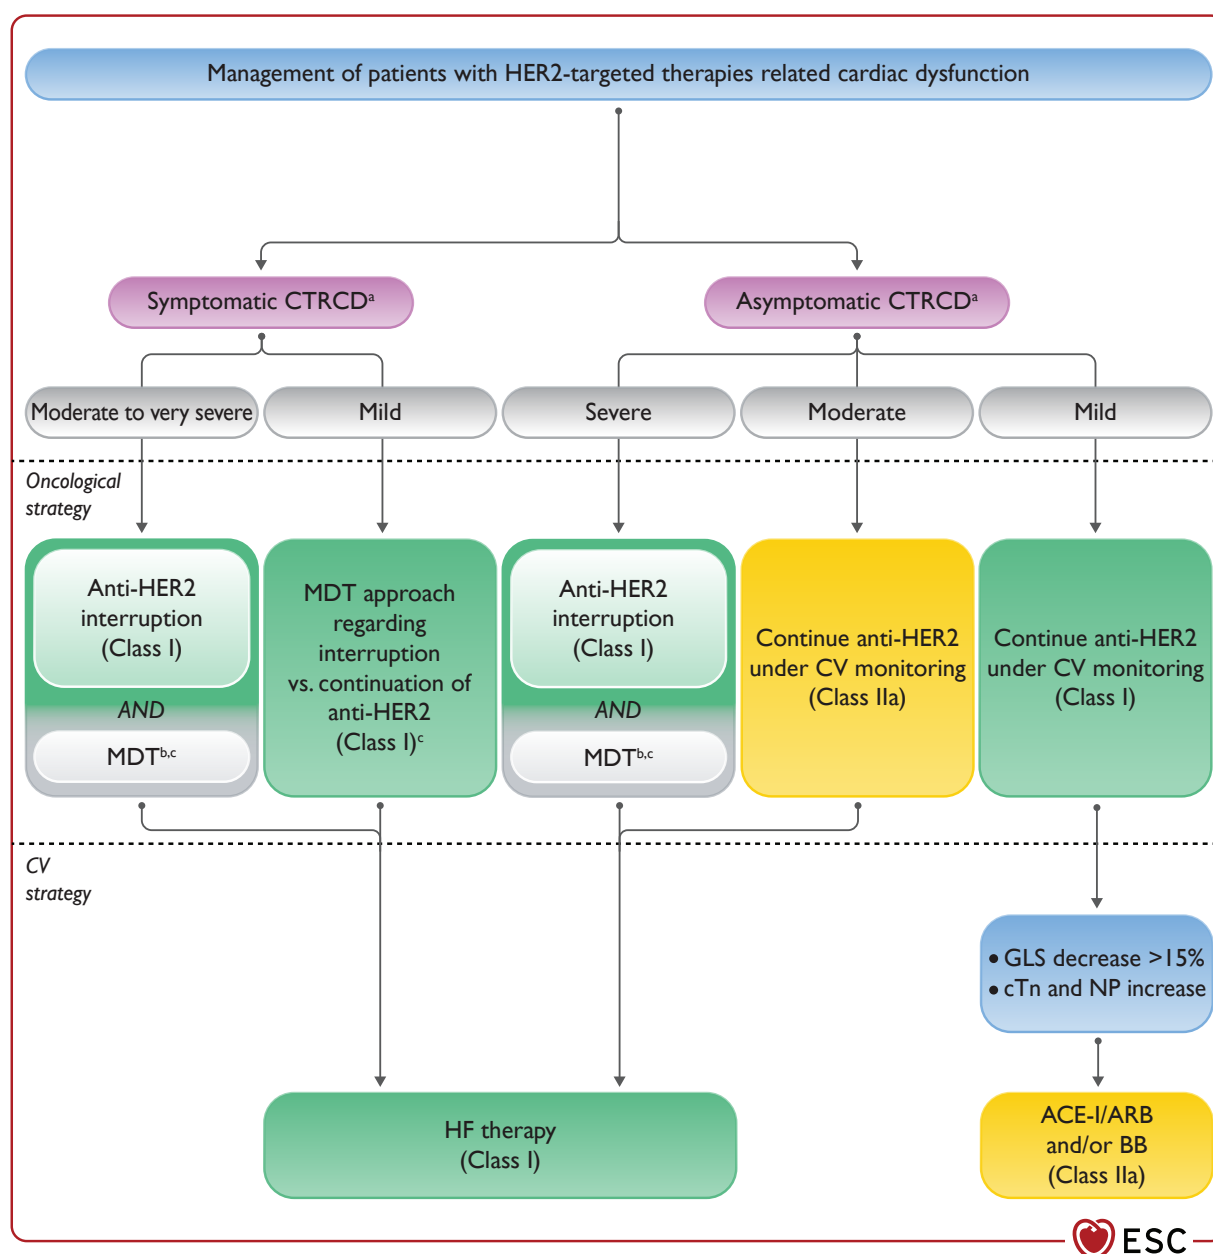 Management of patients with HER2-targeted therapies related cardiac dysfunction
Symptomatic CTRCDᵃ
Asymptomatic CTRCDᵃ
Moderate to very severe
Mild
Severe
Moderate
Mild
Oncological
strategy
Anti-HER2
interruption
(Class I)
AND
MDTᵇ,ᶜ
MDT approach
regarding
interruption
vs. continuation of
anti-HER2
(Class I)ᶜ
Anti-HER2
interruption
(Class I)
AND
MDTᵇ,ᶜ
Continue anti-HER2
under CV monitoring
(Class IIa)
Continue anti-HER2
under CV monitoring
(Class I)
CV
strategy
• GLS decrease >15%
• cTn and NP increase
HF therapy
(Class I)
ACE-I/ARB
and/or BB
(Class IIa)
ESC